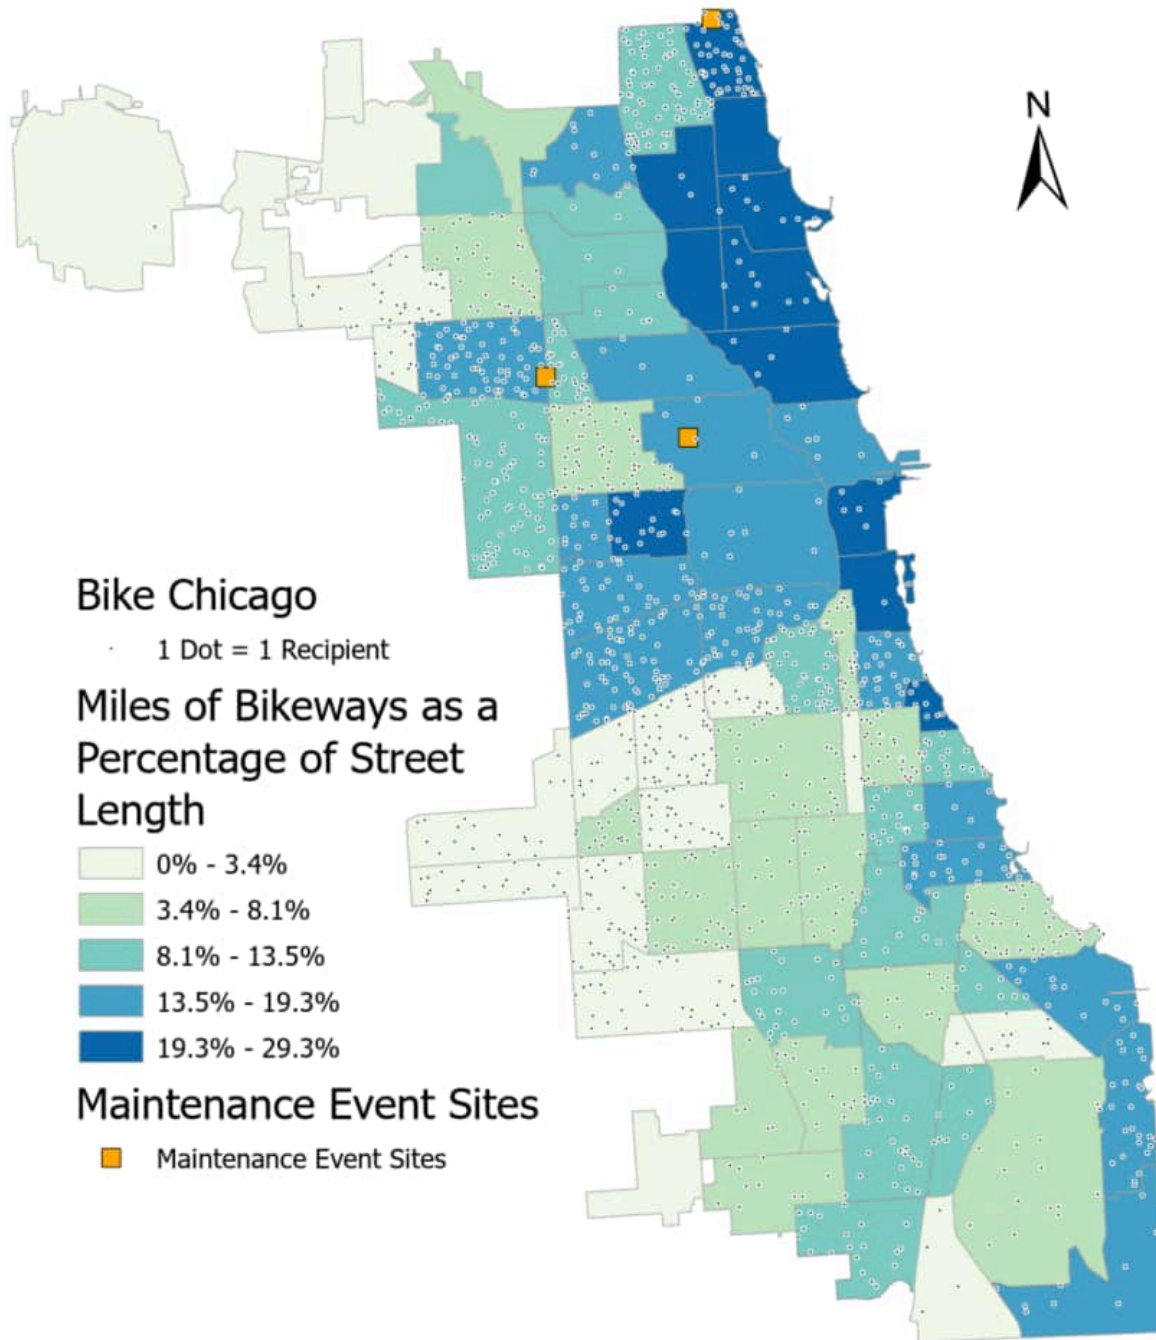 N
Bike Chicago
1 Dot = 1 Recipient
Miles of Bikeways as a
Percentage of Street
Length
0% - 3.4%
3.4% - 8.1%
8.1% - 13.5%
13.5% - 19.3%
19.3% - 29.3%
Maintenance Event Sites
Maintenance Event Sites